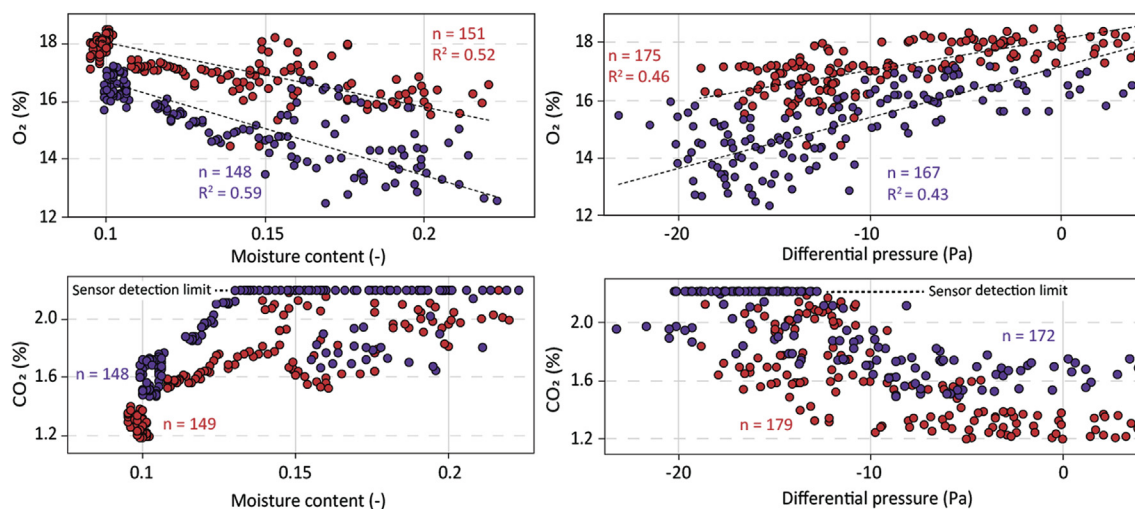 O₂ (%)
18
16
14
12
n = 151
R² = 0.52
n = 148
R² = 0.59
0.1
0.15
0.2
Moisture content (-)
O₂ (%)
18
16
14
12
n = 175
R² = 0.46
n = 167
R² = 0.43
-20
-10
0
Differential pressure (Pa)
CO₂ (%)
Sensor detection limit
2.0
1.6
1.2
n = 148
n = 149
0.1
0.15
0.2
Moisture content (-)
CO₂ (%)
Sensor detection limit
2.0
1.6
1.2
n = 172
n = 179
-20
-10
0
Differential pressure (Pa)